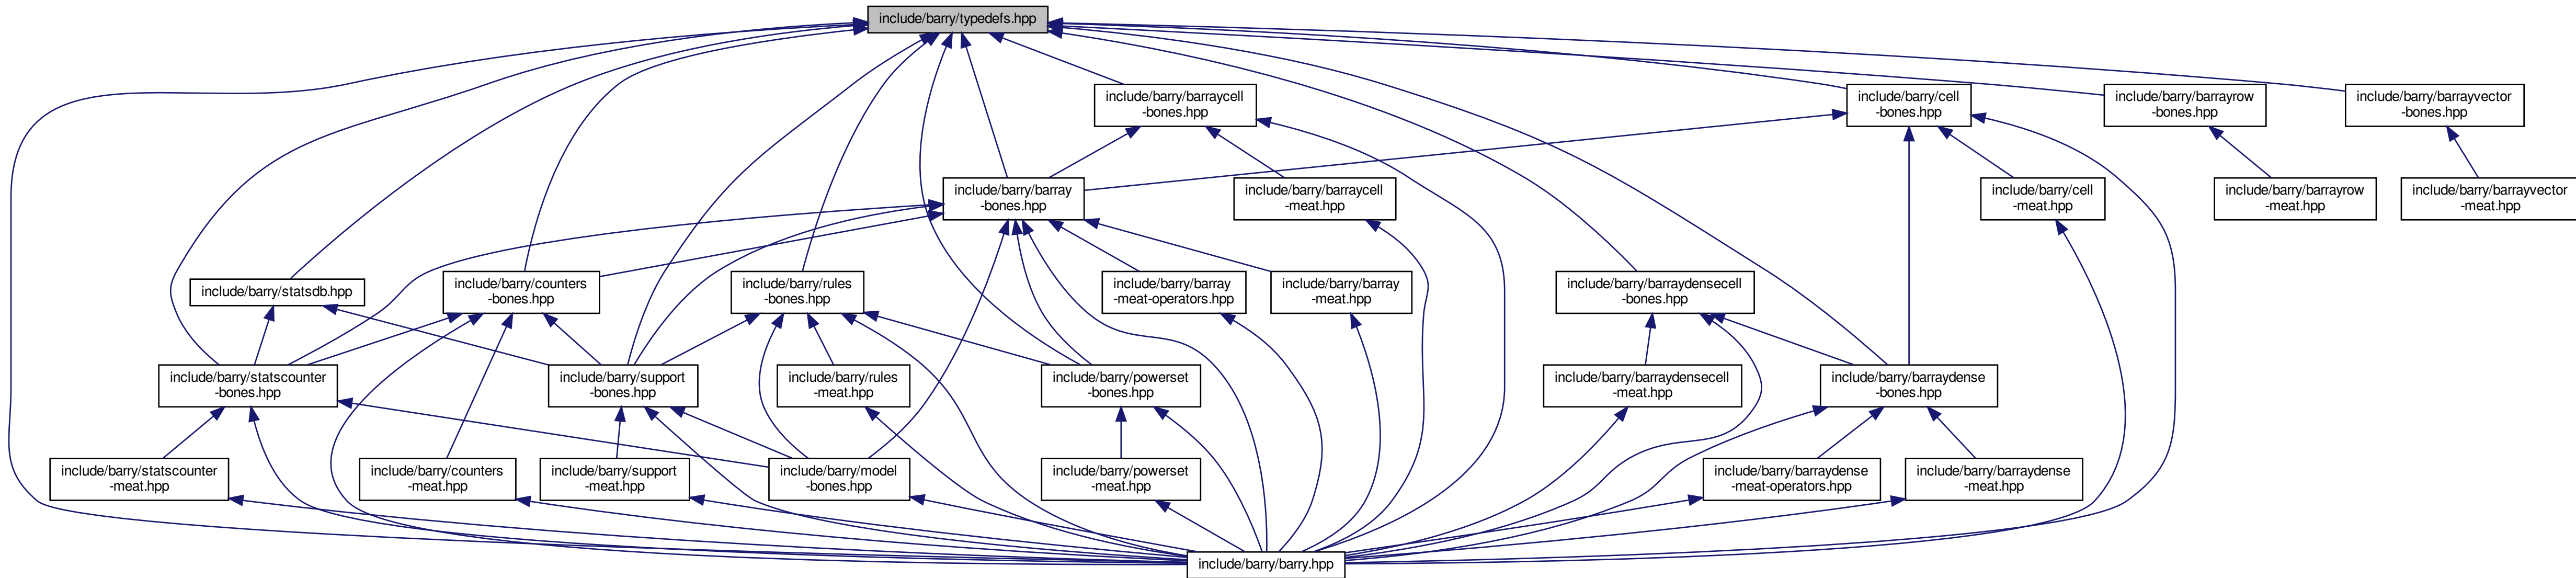 include/barry/typedefs.hpp
include/barry/barraycell
-bones.hpp
include/barry/cell
-bones.hpp
include/barry/barrayrow
-bones.hpp
include/barry/barrayvector
-bones.hpp
include/barry/barray
-bones.hpp
include/barry/barraycell
-meat.hpp
include/barry/cell
-meat.hpp
include/barry/barrayrow
-meat.hpp
include/barry/barrayvector
-meat.hpp
include/barry/statsdb.hpp
include/barry/counters
-bones.hpp
include/barry/rules
-bones.hpp
include/barry/barray
-meat-operators.hpp
include/barry/barray
-meat.hpp
include/barry/barraydensecell
-bones.hpp
include/barry/statscounter
-bones.hpp
include/barry/support
-bones.hpp
include/barry/rules
-meat.hpp
include/barry/powerset
-bones.hpp
include/barry/barraydensecell
-meat.hpp
include/barry/barraydense
-bones.hpp
include/barry/statscounter
-meat.hpp
include/barry/counters
-meat.hpp
include/barry/support
-meat.hpp
include/barry/model
-bones.hpp
include/barry/powerset
-meat.hpp
include/barry/barraydense
-meat-operators.hpp
include/barry/barraydense
-meat.hpp
include/barry/barry.hpp